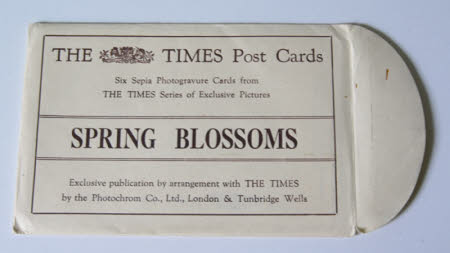 THE TIMES Post Cards
Six Sepia Photogravure Cards from
THE TIMES Series of Exclusive Pictures
SPRING BLOSSOMS
Exclusive publication by arrangement with THE TIMES
by the Photochrom Co., Ltd., London & Tunbridge Wells